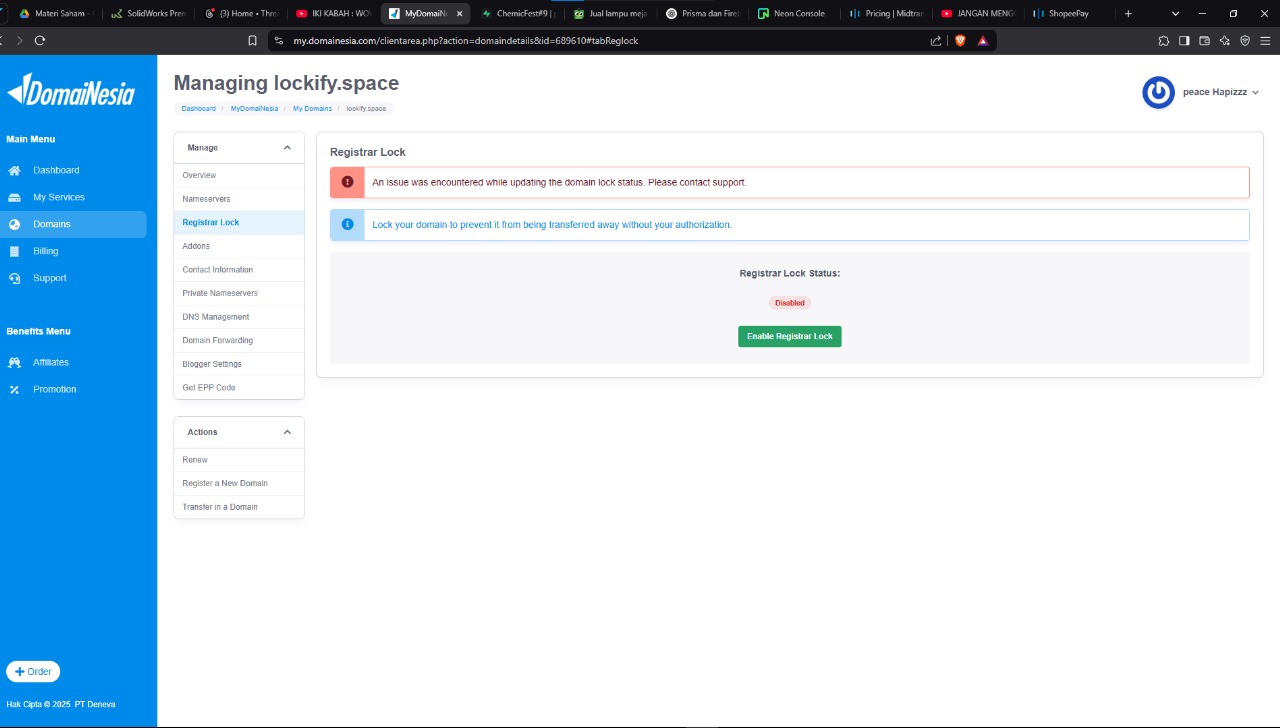 Materi Saham -
SolidWorks Prem
(3) Home • Thre
IKI KABAH : WO
MyDomaiN
ChemicFest#9 |
Jual lampu meja
Prisma dan Fireb
Neon Console
Pricing | Midtran
JANGAN MENG
ShopeePay
my.domainesia.com/clientarea.php?action=domaindetails&id=689610#tabReglock
DomaiNesia
Main Menu
Dashboard
My Services
Domains
Billing
Support
Benefits Menu
Affiliates
Promotion
Order
Hak Cipta © 2025 PT Deneva
Managing lockify.space
Dashboard / MyDomaiNesia / My Domains / lockify.space
peace Hapizzz
Manage
Overview
Nameservers
Registrar Lock
Addons
Contact Information
Private Nameservers
DNS Management
Domain Forwarding
Blogger Settings
Get EPP Code
Actions
Renew
Register a New Domain
Transfer in a Domain
Registrar Lock
An issue was encountered while updating the domain lock status. Please contact support.
Lock your domain to prevent it from being transferred away without your authorization.
Registrar Lock Status:
Disabled
Enable Registrar Lock